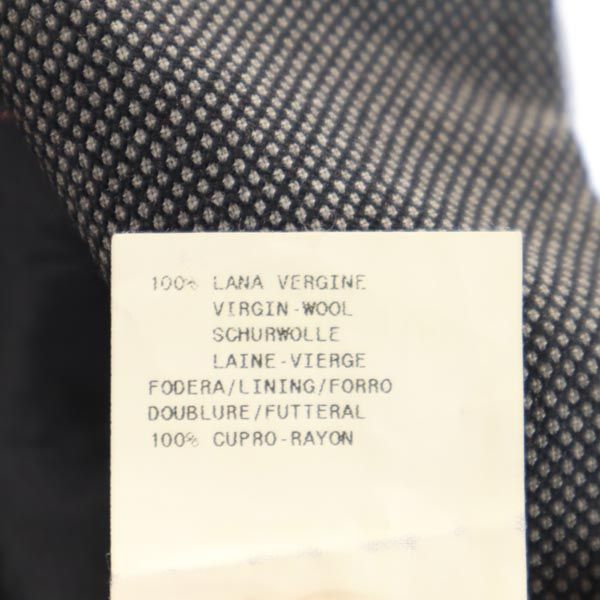 100% LANA VERGINE
VIRGIN-WOOL
SCHURWOLLE
LAINE-VIERGE
FODERA/LINING/FORRO
DOUBLURE/FUTTERAL
100% CUPRO-RAYON